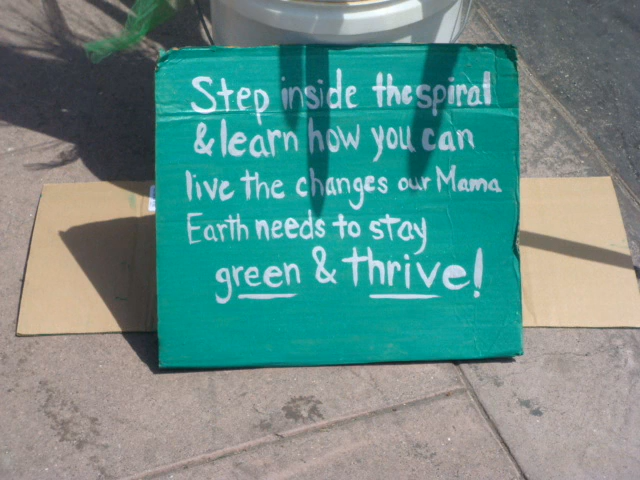 Step inside the spiral
& learn how you can
live the changes our Mama
Earth needs to stay
green & thrive!